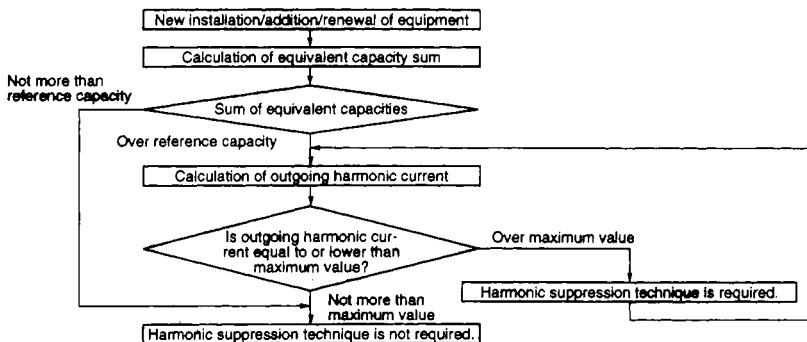 New installation/addition/renewal of equipment
Calculation of equivalent capacity sum
Not more than
reference capacity
Sum of equivalent capacities
Over reference capacity
Calculation of outgoing harmonic current
Is outgoing harmonic cur-
rent equal to or lower than
maximum value?
Over maximum value
Harmonic suppression technique is required.
Not more than
maximum value
Harmonic suppression technique is not required.